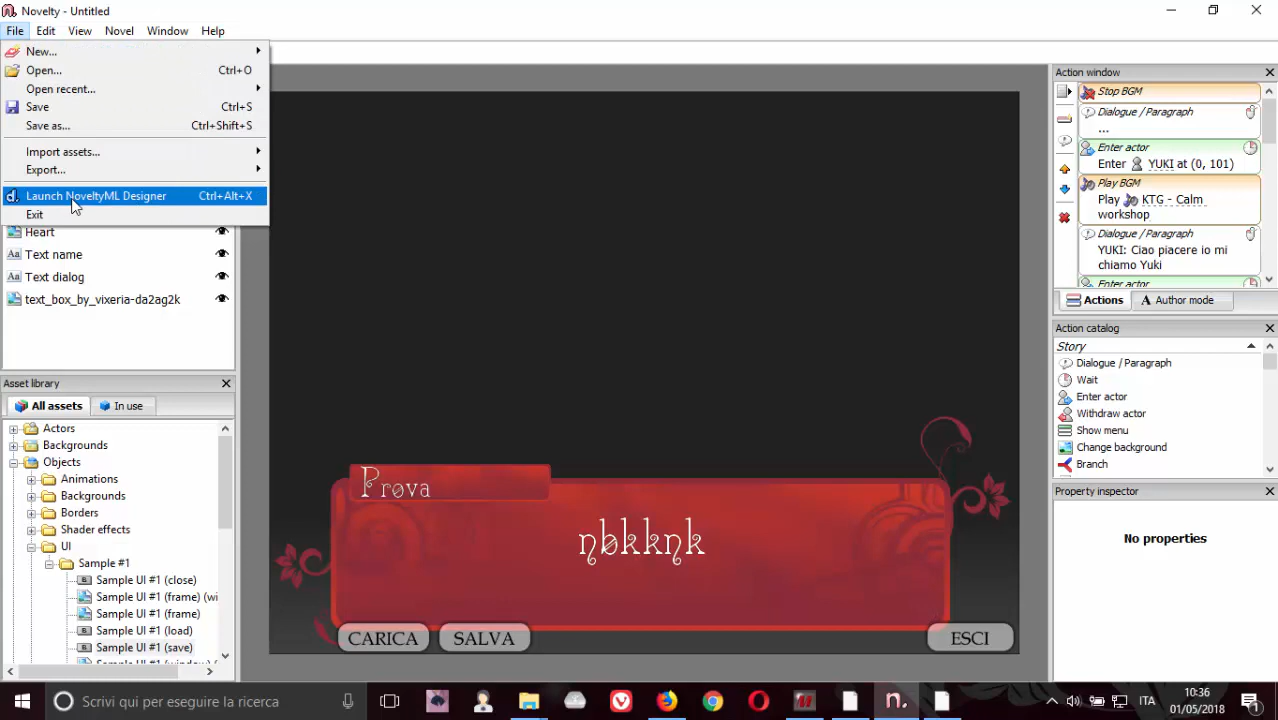 Novelty - Untitled
File Edit View Novel Window Help
New...
Open... Ctrl+O
Open recent...
Save Ctrl+S
Save as... Ctrl+Shift+S
Import assets...
Export...
Launch NoveltyML Designer Ctrl+Alt+X
Exit
Heart
Text name
Text dialog
text_box_by_vixeria-da2ag2k
Asset library
All assets In use
Actors
Backgrounds
Objects
Animations
Backgrounds
Borders
Shader effects
UI
Sample #1
Sample UI #1 (close)
Sample UI #1 (frame) (wi
Sample UI #1 (frame)
Sample UI #1 (load)
Sample UI #1 (save)
Prova
nbkknk
CARICA SALVA ESCI
Action window
Stop BGM
Dialogue / Paragraph
...
Enter actor
Enter YUKI at (0, 101)
Play BGM
Play KTG - Calm
workshop
Dialogue / Paragraph
YUKI: Ciao piacere io mi
chiamo Yuki
Actions Author mode
Action catalog
Story
Dialogue / Paragraph
Wait
Enter actor
Withdraw actor
Show menu
Change background
Branch
Property inspector
No properties
Scrivi qui per eseguire la ricerca
ITA
10:36
01/05/2018